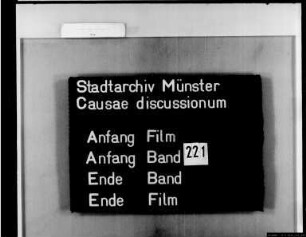 Stadtarchiv Münster
Causae discussionum
Anfang Film
Anfang Band 221
Ende Band
Ende Film